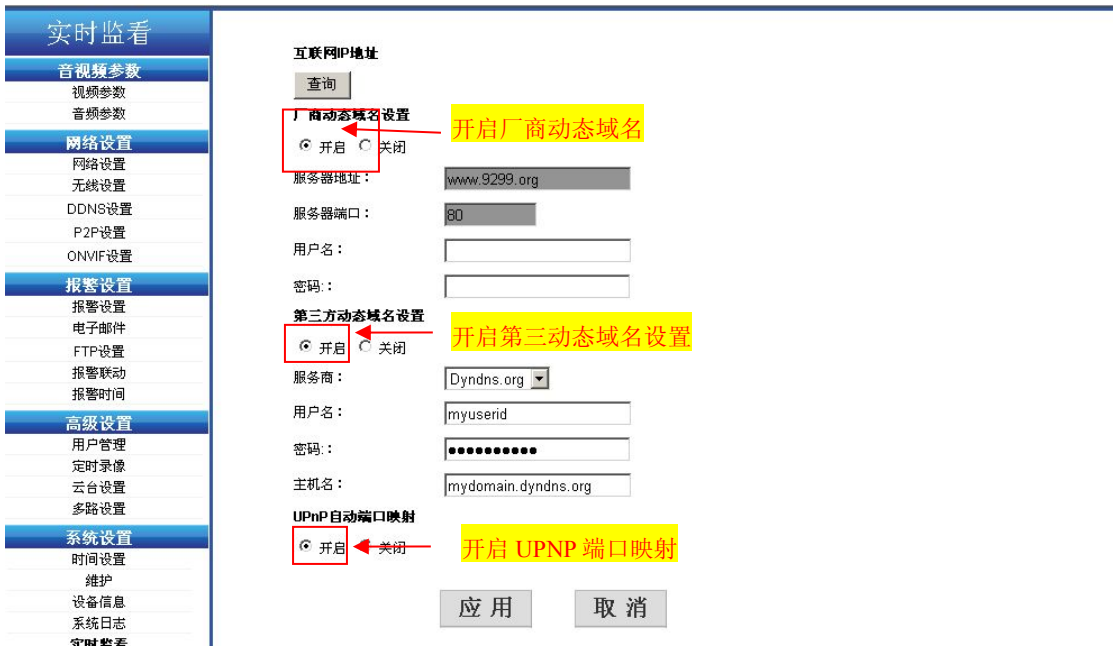 实时监看
音视频参数
视频参数
音频参数
网络设置
网络设置
无线设置
DDNS设置
P2P设置
ONVIF设置
报警设置
报警设置
电子邮件
FTP设置
报警联动
报警时间
高级设置
用户管理
定时录像
云台设置
多路设置
系统设置
时间设置
维护
设备信息
系统日志
实时监看
互联网IP地址
查询
厂商动态域名设置
开启厂商动态域名
开启 关闭
服务器地址： www.9299.org
服务器端口： 80
用户名：
密码:：
第三方动态域名设置
开启第三动态域名设置
开启 关闭
服务商： Dyndns.org
用户名： myuserid
密码:： ●●●●●●●●●●
主机名： mydomain.dyndns.org
UPnP自动端口映射
开启 关闭 开启 UPNP 端口映射
应 用 取 消